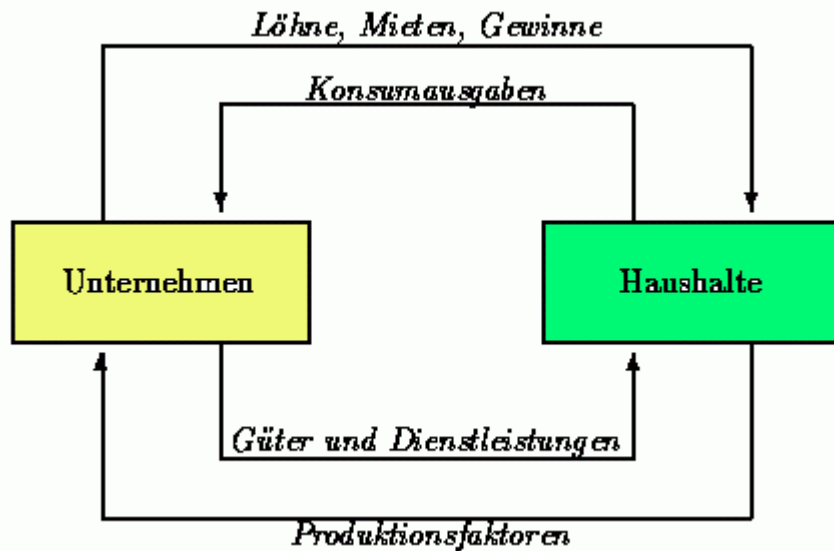 Löhne, Mieten, Gewinne
Konsumausgaben
Unternehmen
Haushalte
Güter und Dienstleistungen
Produktionsfaktoren